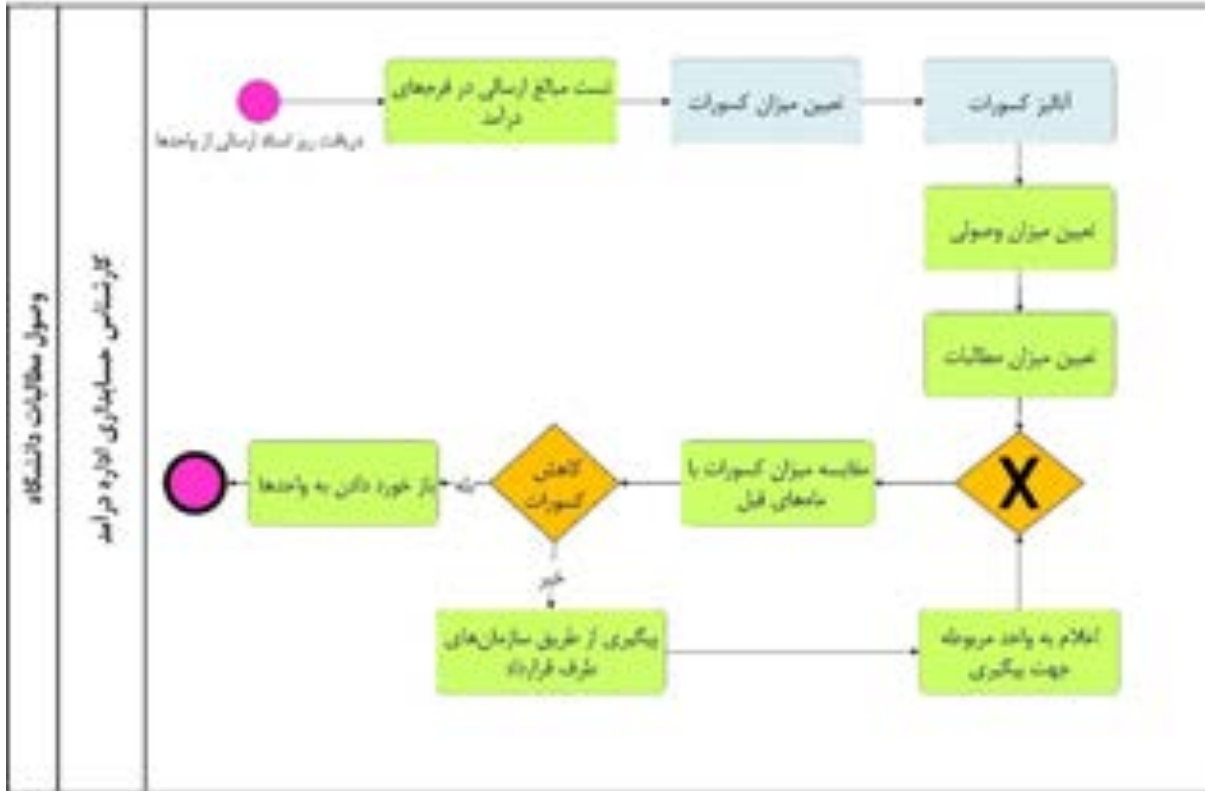 وصول مطالبات دانشگاه
کارشناس حسابداری اداره درآمد
دریافت ریز اسناد ارسالی از واحدها
ثبت مبالغ ارسالی در فرم‌های
درآمد
تعیین میزان کسورات
آنالیز کسورات
تعیین میزان وصولی
تعیین میزان مطالبات
X
مقایسه میزان کسورات با
ماه‌های قبل
کاهش
کسورات
بله
باز خورد دادن به واحدها
خیر
پیگیری از طریق سازمان‌های
طرف قرارداد
اعلام به واحد مربوطه
جهت پیگیری